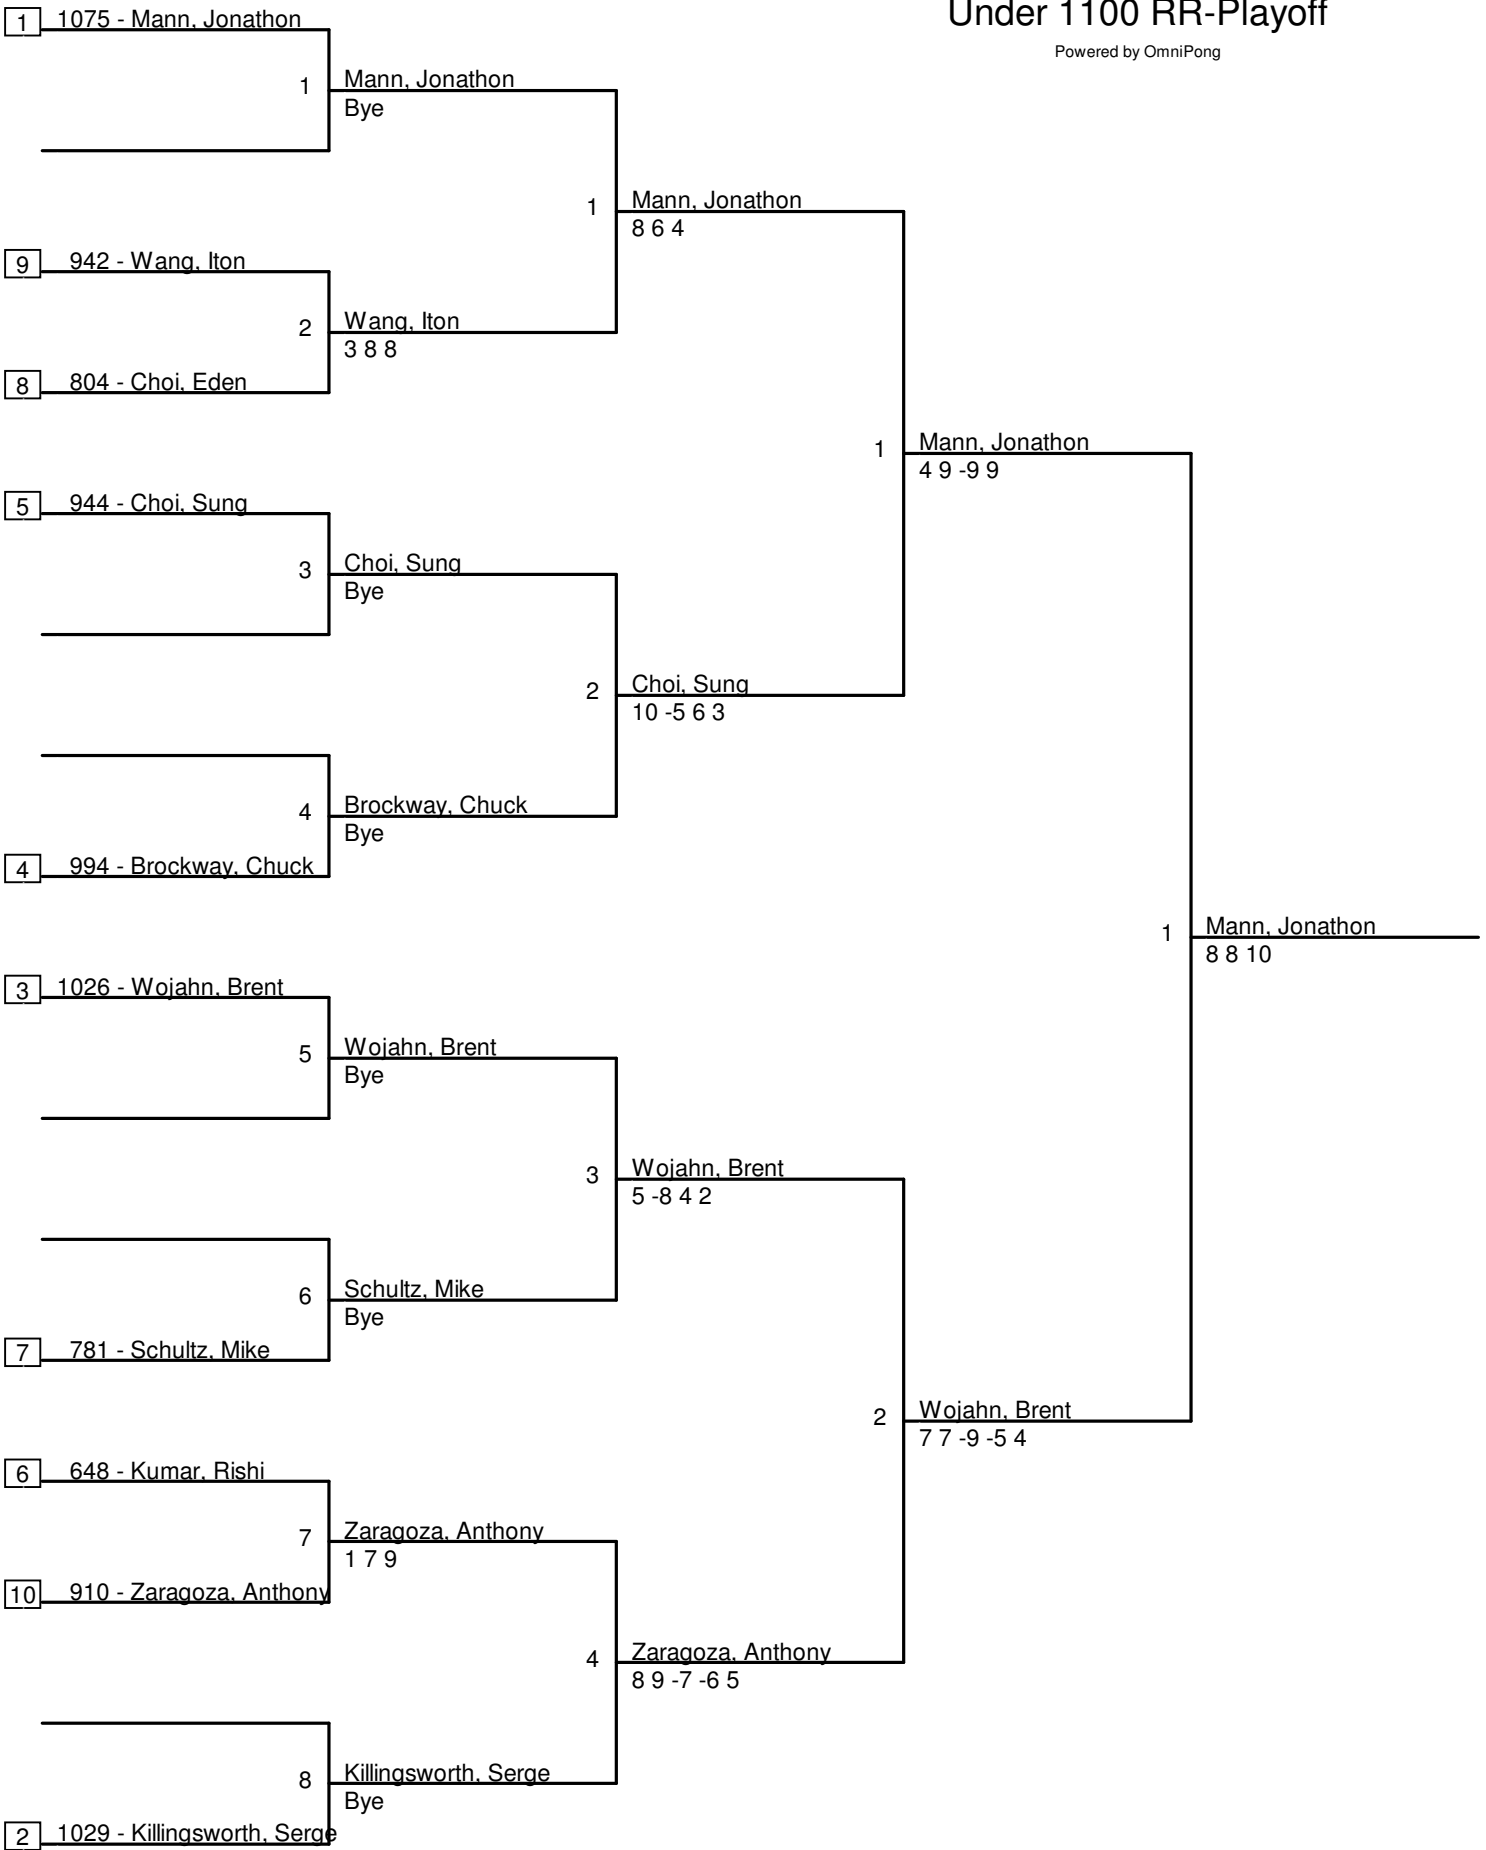 Under 1100 RR-Playoff
Powered by OmniPong
1 1075 - Mann, Jonathon
1 Mann, Jonathon
Bye
1 Mann, Jonathon
8 6 4
9 942 - Wang, Iton
2 Wang, Iton
3 8 8
8 804 - Choi, Eden
1 Mann, Jonathon
4 9 -9 9
5 944 - Choi, Sung
3 Choi, Sung
Bye
2 Choi, Sung
10 -5 6 3
4 Brockway, Chuck
Bye
4 994 - Brockway, Chuck
1 Mann, Jonathon
8 8 10
3 1026 - Wojahn, Brent
5 Wojahn, Brent
Bye
3 Wojahn, Brent
5 -8 4 2
6 Schultz, Mike
Bye
7 781 - Schultz, Mike
2 Wojahn, Brent
7 7 -9 -5 4
6 648 - Kumar, Rishi
7 Zaragoza, Anthony
1 7 9
10 910 - Zaragoza, Anthony
4 Zaragoza, Anthony
8 9 -7 -6 5
8 Killingsworth, Serge
Bye
2 1029 - Killingsworth, Serge